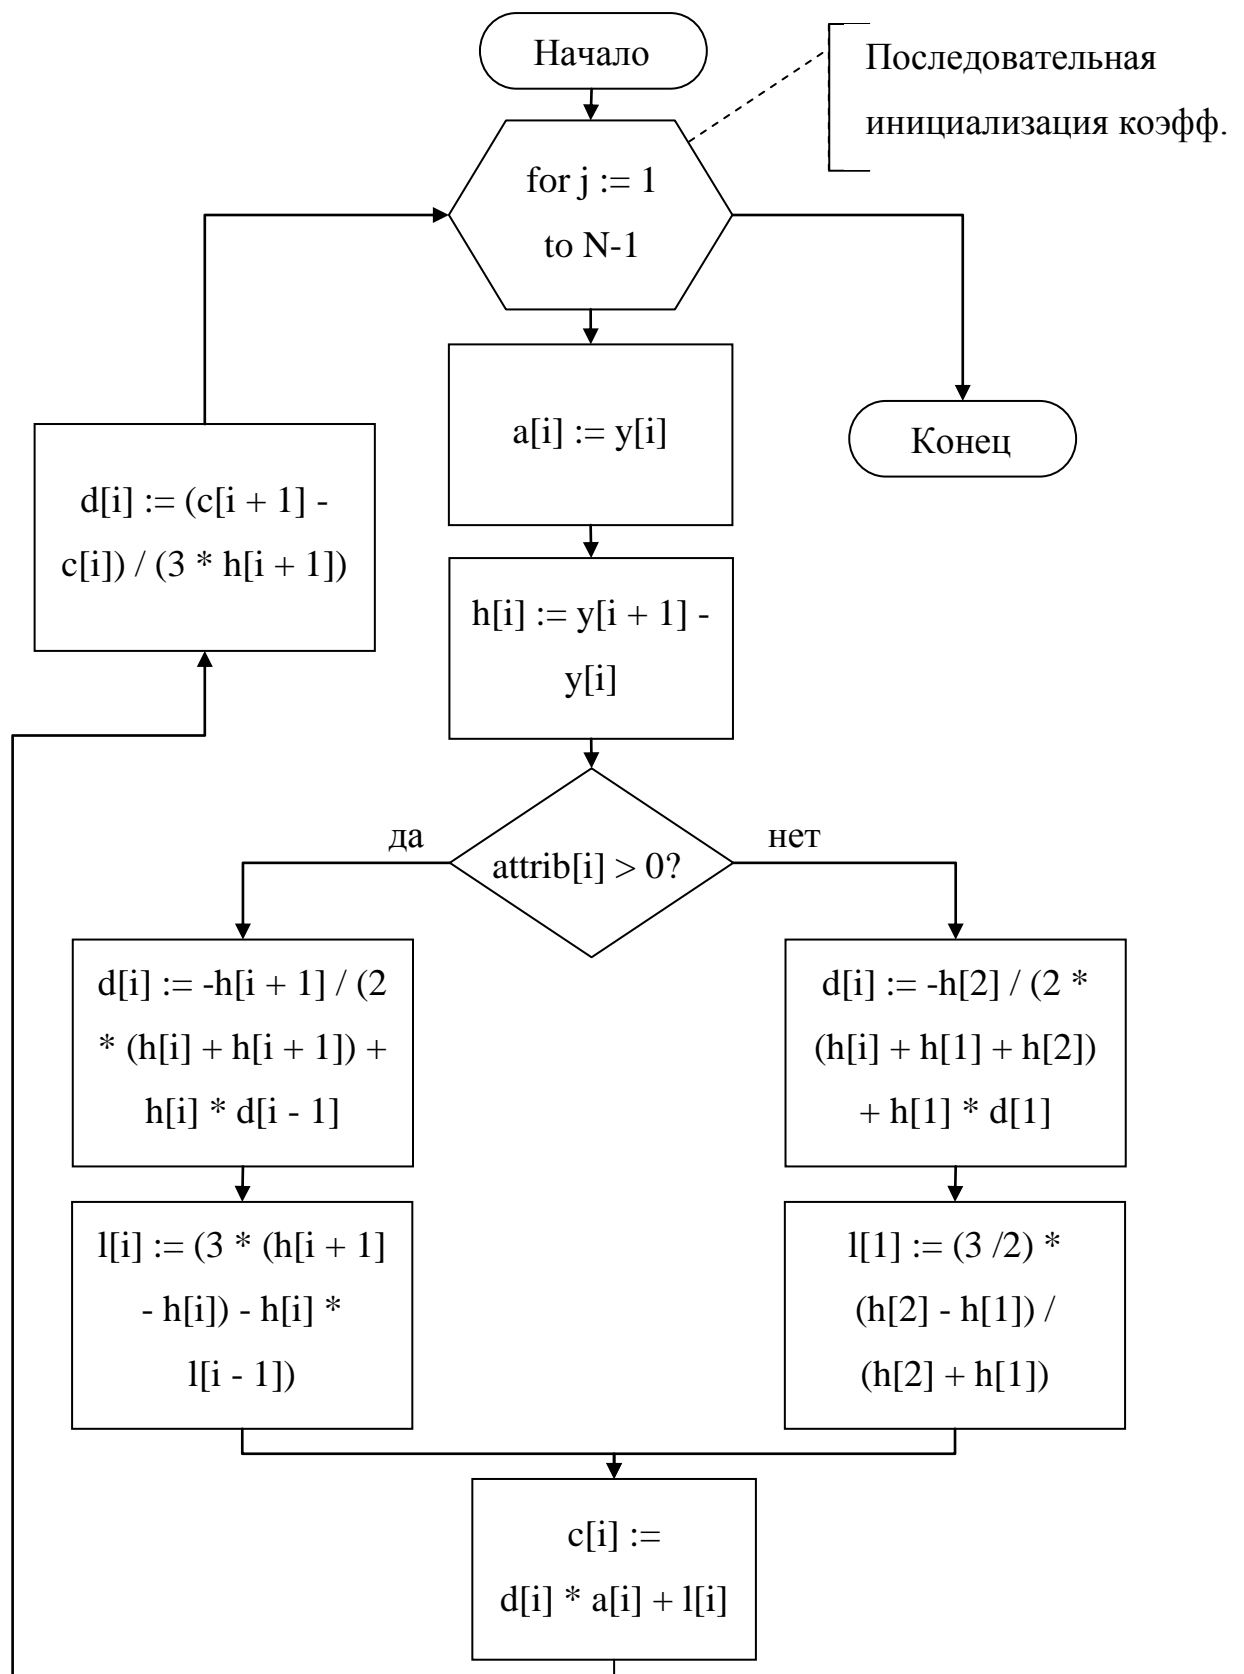 Начало
Последовательная
инициализация коэфф.
for j := 1
to N-1
a[i] := y[i]
Конец
d[i] := (c[i + 1] -
c[i]) / (3 * h[i + 1])
h[i] := y[i + 1] -
y[i]
да
нет
attrib[i] > 0?
d[i] := -h[i + 1] / (2
* (h[i] + h[i + 1]) +
h[i] * d[i - 1]
d[i] := -h[2] / (2 *
(h[i] + h[1] + h[2])
+ h[1] * d[1]
l[i] := (3 * (h[i + 1]
- h[i]) - h[i] *
l[i - 1])
l[1] := (3 /2) *
(h[2] - h[1]) /
(h[2] + h[1])
c[i] :=
d[i] * a[i] + l[i]